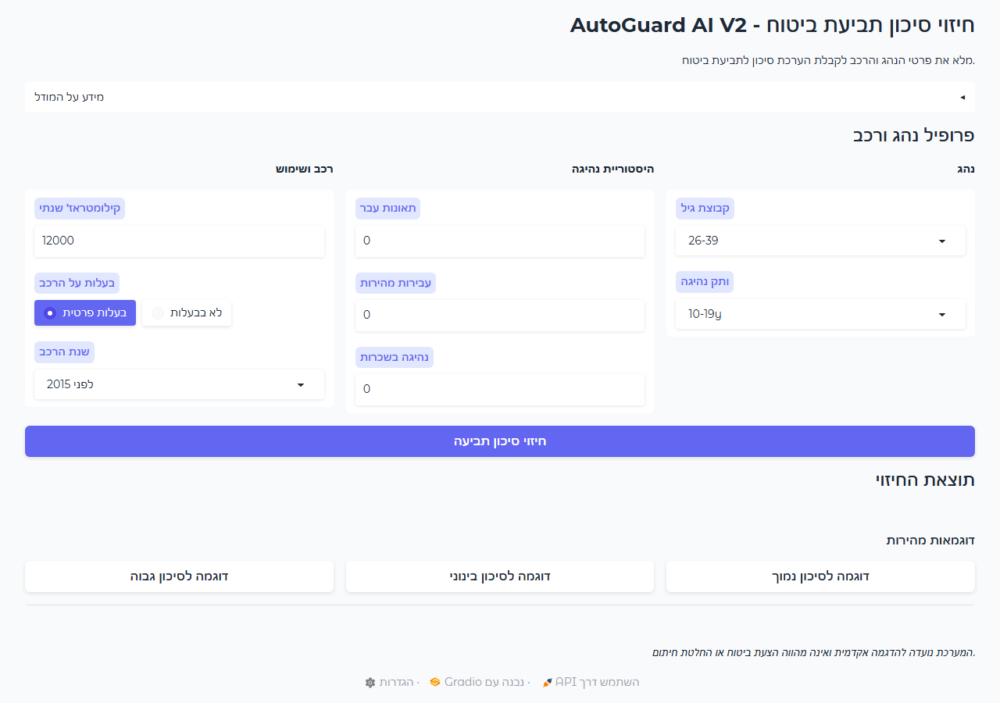 חיזוי סיכון תביעת ביטוח - AutoGuard AI V2
מלא את פרטי הנהג והרכב לקבלת הערכת סיכון לתביעת ביטוח.
מידע על המודל
פרופיל נהג ורכב
נהג
קבוצת גיל
26-39
ותק נהיגה
10-19y
היסטוריית נהיגה
תאונות עבר
0
עבירות מהירות
0
נהיגה בשכרות
0
רכב ושימוש
קילומטראז' שנתי
12000
בעלות על הרכב
בעלות פרטית
לא בבעלות
שנת הרכב
לפני 2015
חיזוי סיכון תביעה
תוצאת החיזוי
דוגמאות מהירות
דוגמה לסיכון נמוך
דוגמה לסיכון בינוני
דוגמה לסיכון גבוה
המערכת נועדה להדגמה אקדמית ואינה מהווה הצעת ביטוח או החלטת חיתום.
השתמש דרך API · נבנה עם Gradio · הגדרות